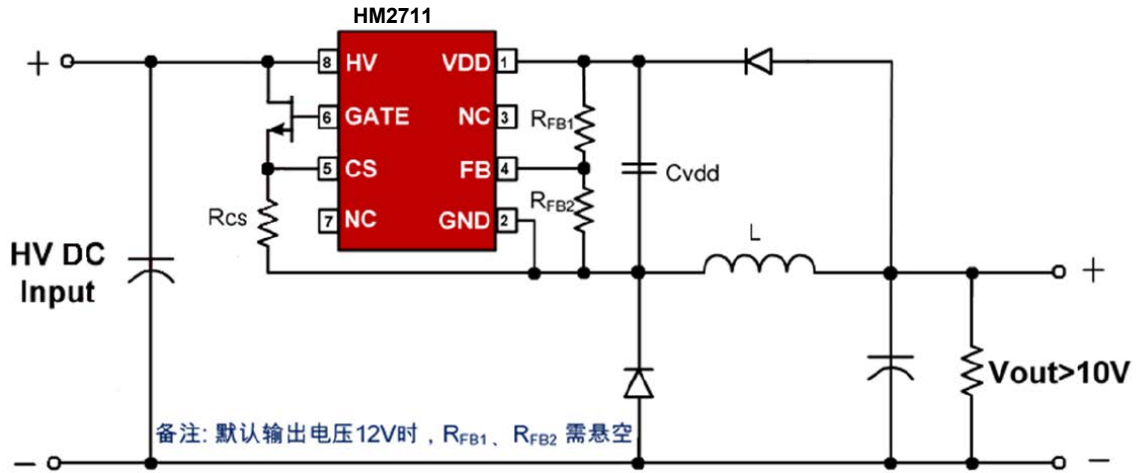 HM2711
+
8 HV VDD 1
6 GATE NC 3
5 CS FB 4
7 NC GND 2
RFB1
RFB2
Cvdd
Rcs
L
HV DC
Input
+
Vout>10V
备注: 默认输出电压12V时，RFB1、RFB2 需悬空
-
-